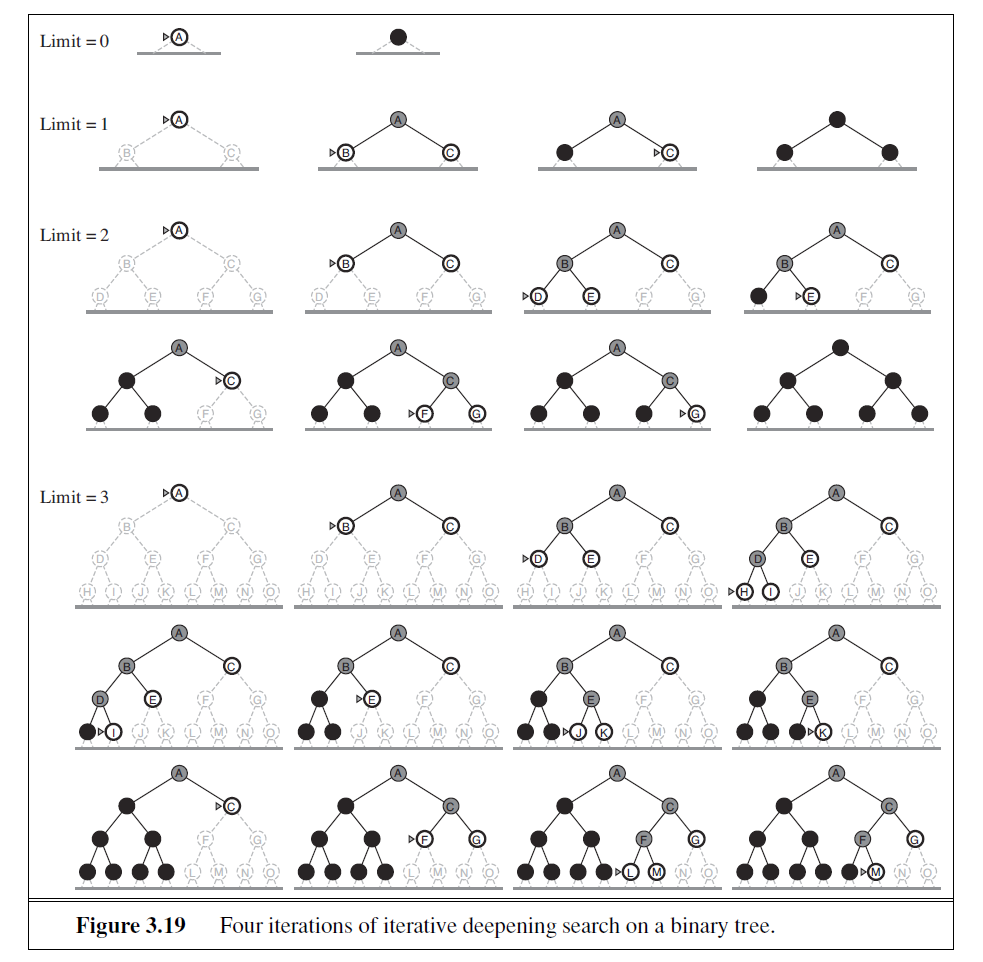 Limit = 0 A
Limit = 1 A A A
B C B C C
Limit = 2 A A A A
B C B C B C B C
D E F G D E F G D E F G E F G
A A A
C C C
F G F G G
Limit = 3 A A A A
B C B C B C B C
D E F G D E F G D E F G D E F G
H I J K L M N O H I J K L M N O H I J K L M N O H I J K L M N O
A A A A
B C B C B C B C
D E F G E F G E F G E F G
I J K L M N O J K L M N O J K L M N O K L M N O
A A A A
C C C C
F G F G F G F G
L M N O L M N O L M N O M N O
Figure 3.19 Four iterations of iterative deepening search on a binary tree.